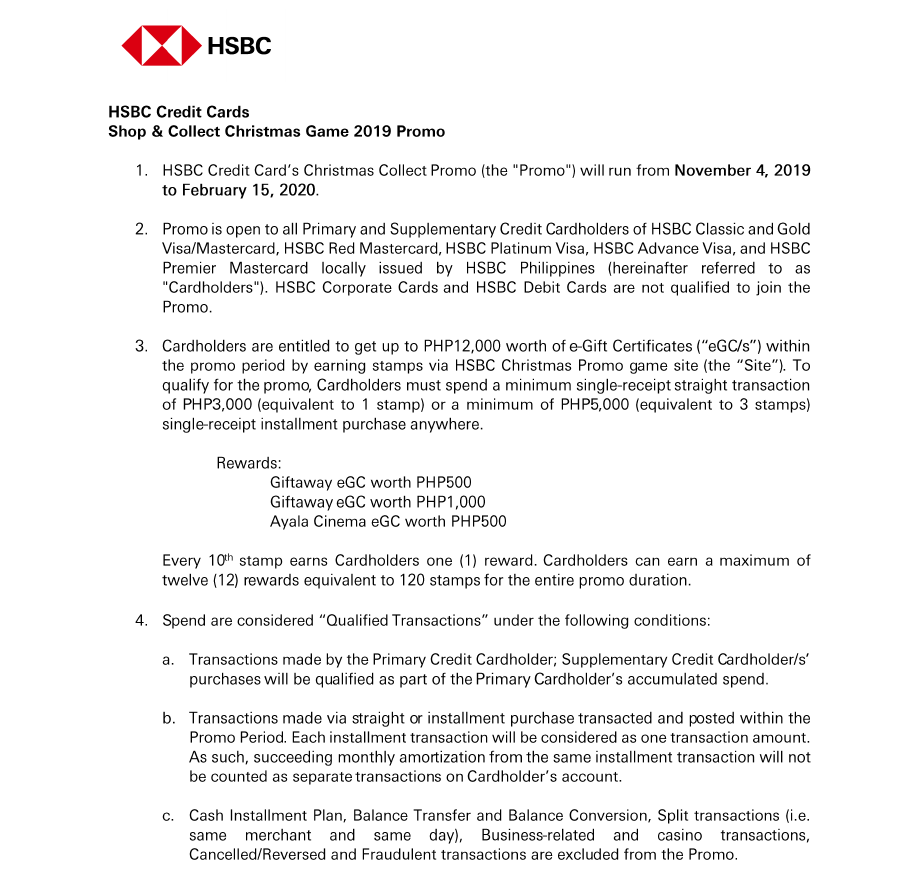 HSBC
HSBC Credit Cards
Shop & Collect Christmas Game 2019 Promo
1. HSBC Credit Card's Christmas Collect Promo (the "Promo") will run from November 4, 2019
to February 15, 2020.
2. Promo is open to all Primary and Supplementary Credit Cardholders of HSBC Classic and Gold
Visa/Mastercard, HSBC Red Mastercard, HSBC Platinum Visa, HSBC Advance Visa, and HSBC
Premier Mastercard locally issued by HSBC Philippines (hereinafter referred to as
"Cardholders"). HSBC Corporate Cards and HSBC Debit Cards are not qualified to join the
Promo.
3. Cardholders are entitled to get up to PHP12,000 worth of e-Gift Certificates (“eGC/s”) within
the promo period by earning stamps via HSBC Christmas Promo game site (the “Site”). To
qualify for the promo, Cardholders must spend a minimum single-receipt straight transaction
of PHP3,000 (equivalent to 1 stamp) or a minimum of PHP5,000 (equivalent to 3 stamps)
single-receipt installment purchase anywhere.
Rewards:
Giftaway eGC worth PHP500
Giftaway eGC worth PHP1,000
Ayala Cinema eGC worth PHP500
Every 10th stamp earns Cardholders one (1) reward. Cardholders can earn a maximum of
twelve (12) rewards equivalent to 120 stamps for the entire promo duration.
4. Spend are considered “Qualified Transactions” under the following conditions:
a. Transactions made by the Primary Credit Cardholder; Supplementary Credit Cardholder/s’
purchases will be qualified as part of the Primary Cardholder’s accumulated spend.
b. Transactions made via straight or installment purchase transacted and posted within the
Promo Period. Each installment transaction will be considered as one transaction amount.
As such, succeeding monthly amortization from the same installment transaction will not
be counted as separate transactions on Cardholder’s account.
c. Cash Installment Plan, Balance Transfer and Balance Conversion, Split transactions (i.e.
same merchant and same day), Business-related and casino transactions,
Cancelled/Reversed and Fraudulent transactions are excluded from the Promo.